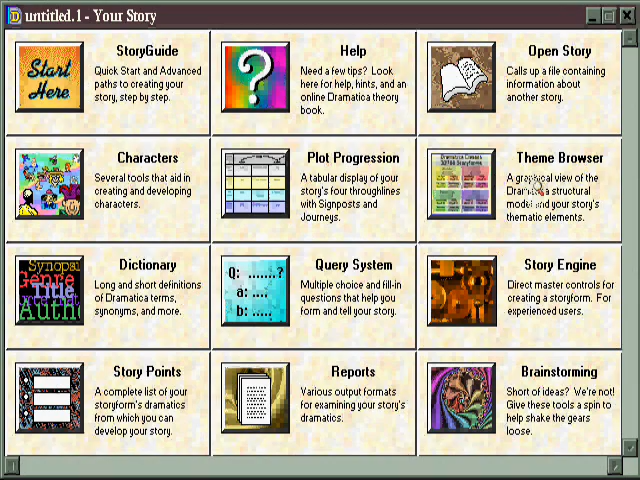 untitled.1 - Your Story
Start
Here
StoryGuide
Quick Start and Advanced
paths to creating your
story, step by step.
Help
Need a few tips? Look
here for help, hints, and an
online Dramatica theory
book.
Open Story
Calls up a file containing
information about
another story.
Characters
Several tools that aid in
creating and developing
characters.
Plot Progression
A tabular display of your
story's four throughlines
with Signposts and
Journeys.
Theme Browser
A graphical view of the
Dramatica structural
model and your story's
thematic elements.
Synopsi
Genre
Title
Autho
Dictionary
Long and short definitions
of Dramatica terms,
synonyms, and more.
Q: .......?
a: ....
b: .....
Query System
Multiple choice and fill-in
questions that help you
form and tell your story.
Story Engine
Direct master controls for
creating a storyform. For
experienced users.
Story Points
A complete list of your
storyform's dramatics
from which you can
develop your story.
Reports
Various output formats
for examining your story's
dramatics.
Brainstorming
Short of ideas? We're not!
Give these tools a spin to
help shake the gears
loose.